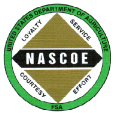 UNITED STATES DEPARTMENT OF AGRICULTURE
LOYALTY
SERVICE
NASCOE
COURTESY
EFFORT
FSA